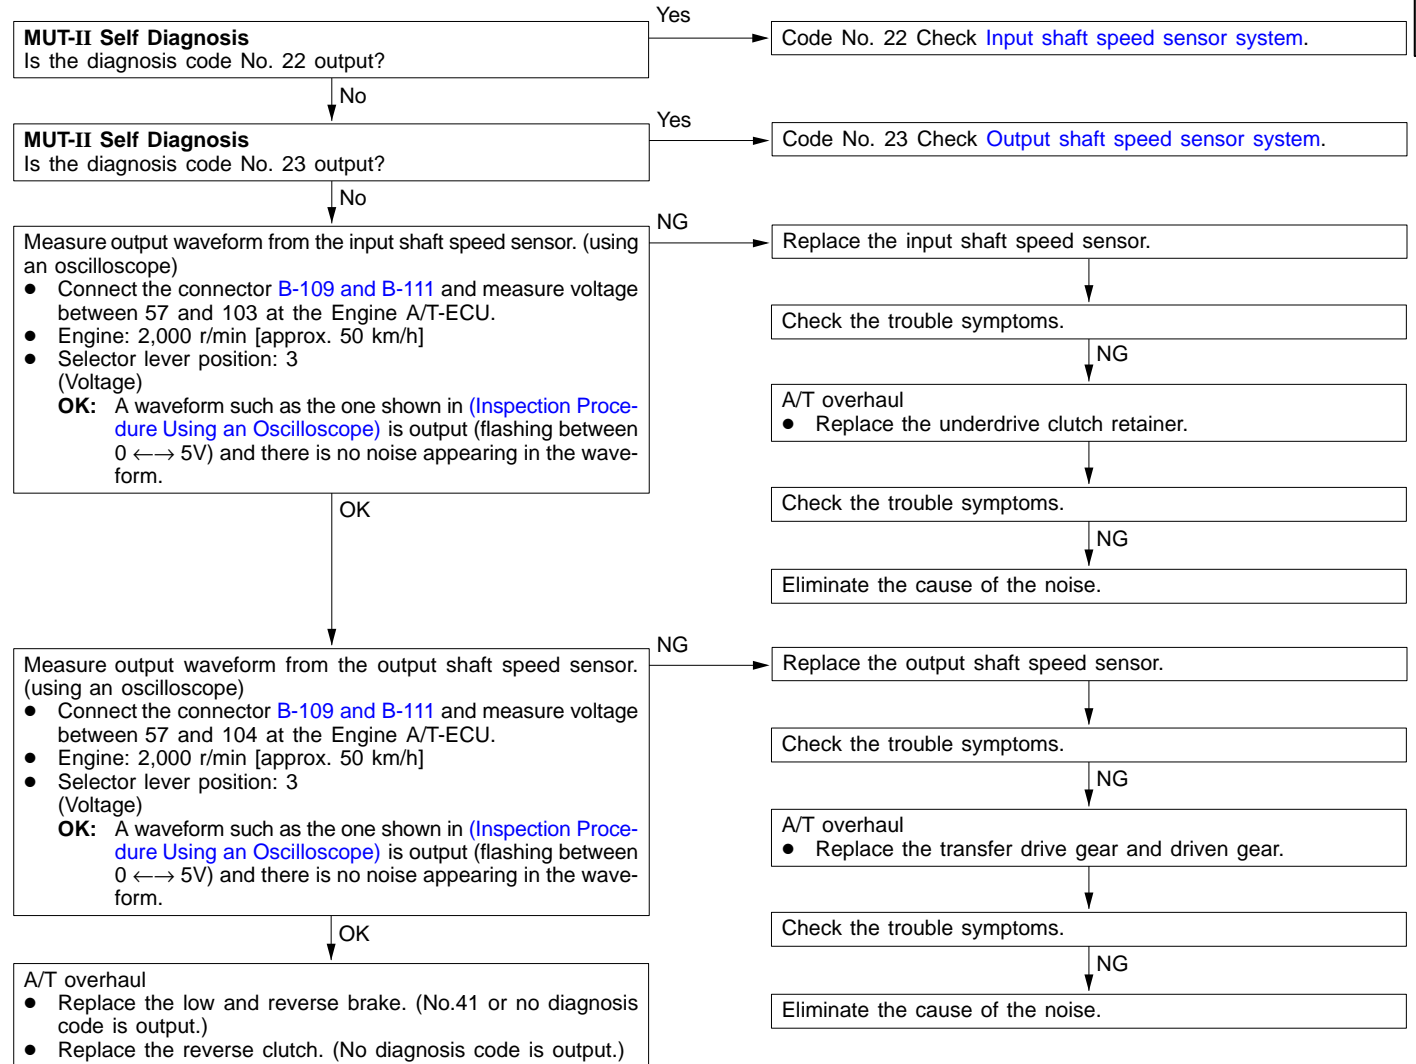 Yes
MUT-II Self Diagnosis
Is the diagnosis code No. 22 output?
Code No. 22 Check Input shaft speed sensor system.
No
Yes
MUT-II Self Diagnosis
Is the diagnosis code No. 23 output?
Code No. 23 Check Output shaft speed sensor system.
No
NG
Measure output waveform from the input shaft speed sensor. (using
an oscilloscope)
● Connect the connector B-109 and B-111 and measure voltage
between 57 and 103 at the Engine A/T-ECU.
● Engine: 2,000 r/min [approx. 50 km/h]
● Selector lever position: 3
(Voltage)
OK: A waveform such as the one shown in (Inspection Proce-
dure Using an Oscilloscope) is output (flashing between
0 ←→ 5V) and there is no noise appearing in the wave-
form.
Replace the input shaft speed sensor.
Check the trouble symptoms.
NG
A/T overhaul
● Replace the underdrive clutch retainer.
Check the trouble symptoms.
NG
Eliminate the cause of the noise.
OK
NG
Measure output waveform from the output shaft speed sensor.
(using an oscilloscope)
● Connect the connector B-109 and B-111 and measure voltage
between 57 and 104 at the Engine A/T-ECU.
● Engine: 2,000 r/min [approx. 50 km/h]
● Selector lever position: 3
(Voltage)
OK: A waveform such as the one shown in (Inspection Proce-
dure Using an Oscilloscope) is output (flashing between
0 ←→ 5V) and there is no noise appearing in the wave-
form.
Replace the output shaft speed sensor.
Check the trouble symptoms.
NG
A/T overhaul
● Replace the transfer drive gear and driven gear.
Check the trouble symptoms.
NG
Eliminate the cause of the noise.
OK
A/T overhaul
● Replace the low and reverse brake. (No.41 or no diagnosis
code is output.)
● Replace the reverse clutch. (No diagnosis code is output.)